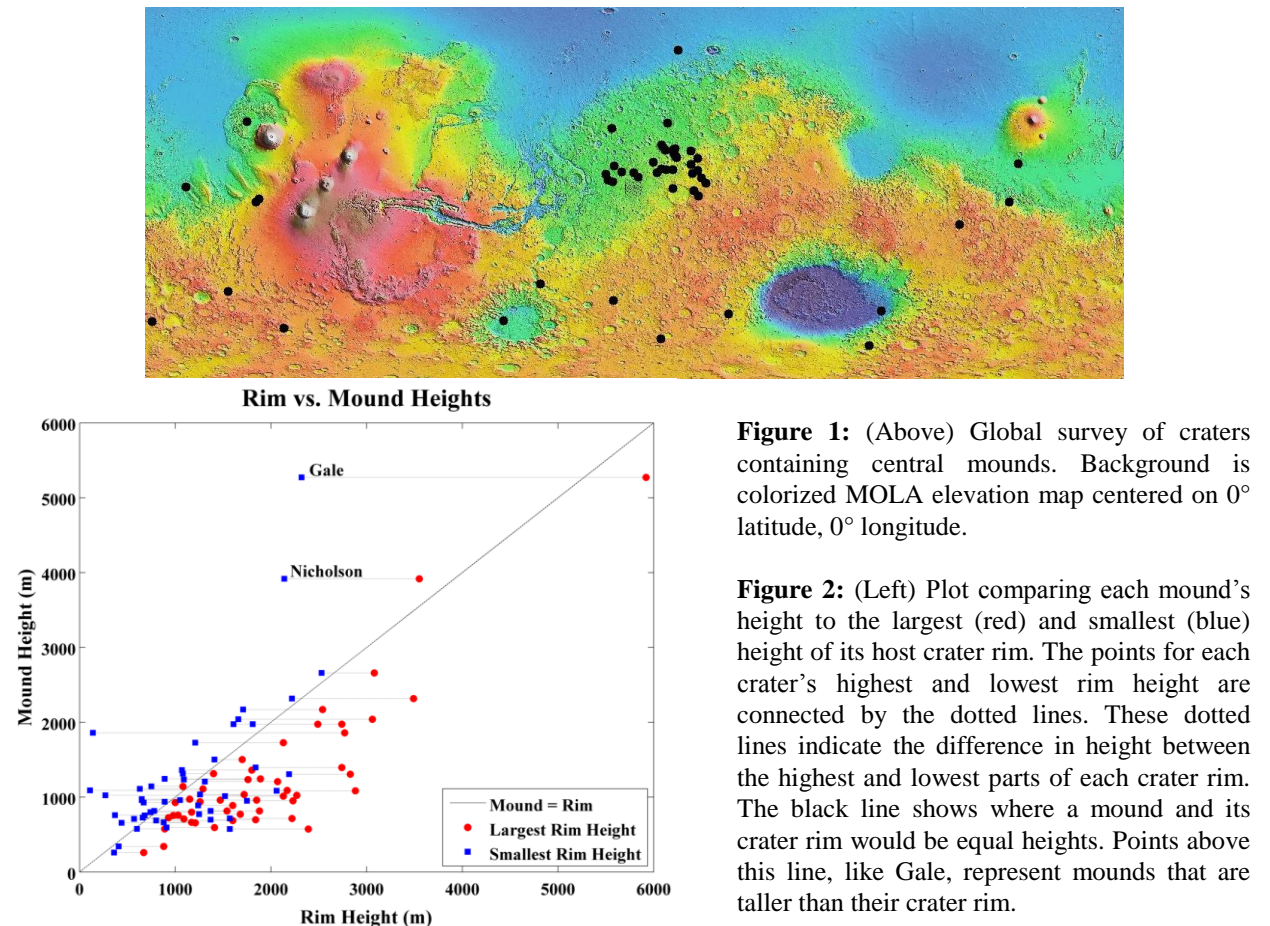 Rim vs. Mound Heights
6000
5000
4000
3000
2000
1000
0
0
1000
2000
3000
4000
5000
6000
Mound Height (m)
Rim Height (m)
Gale
Nicholson
Mound = Rim
Largest Rim Height
Smallest Rim Height
Figure 1: (Above) Global survey of craters
containing central mounds. Background is
colorized MOLA elevation map centered on 0°
latitude, 0° longitude.
Figure 2: (Left) Plot comparing each mound's
height to the largest (red) and smallest (blue)
height of its host crater rim. The points for each
crater's highest and lowest rim height are
connected by the dotted lines. These dotted
lines indicate the difference in height between
the highest and lowest parts of each crater rim.
The black line shows where a mound and its
crater rim would be equal heights. Points above
this line, like Gale, represent mounds that are
taller than their crater rim.